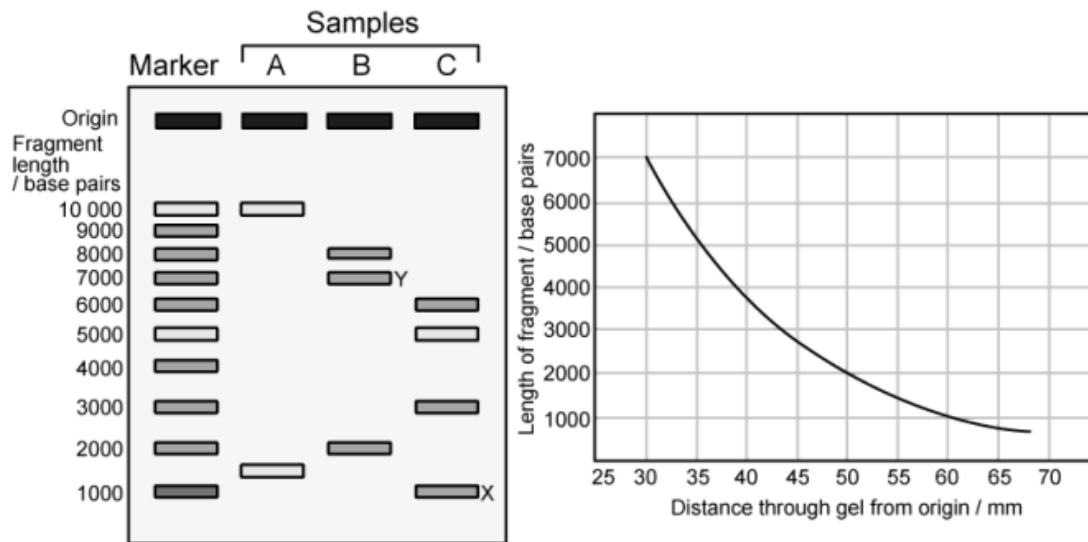 Samples
Marker A B C
Origin
Fragment
length
/ base pairs
10 000
9000
8000
7000 Y
6000
5000
4000
3000
2000
1000 X
Length of fragment / base pairs
7000
6000
5000
4000
3000
2000
1000
25 30 35 40 45 50 55 60 65 70
Distance through gel from origin / mm